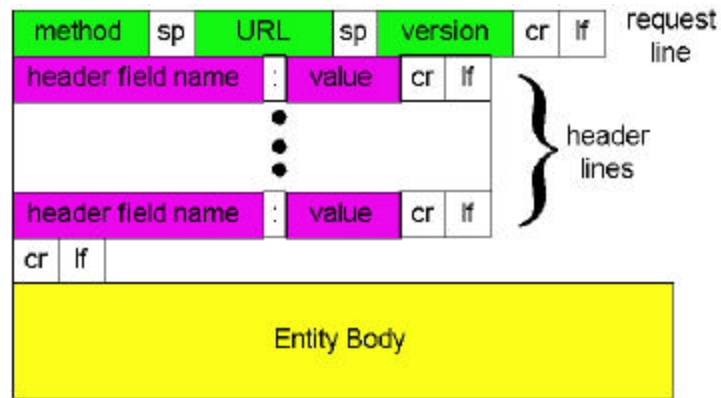 method sp URL sp version cr lf request line
header field name : value cr lf
header lines
header field name : value cr lf
cr lf
Entity Body